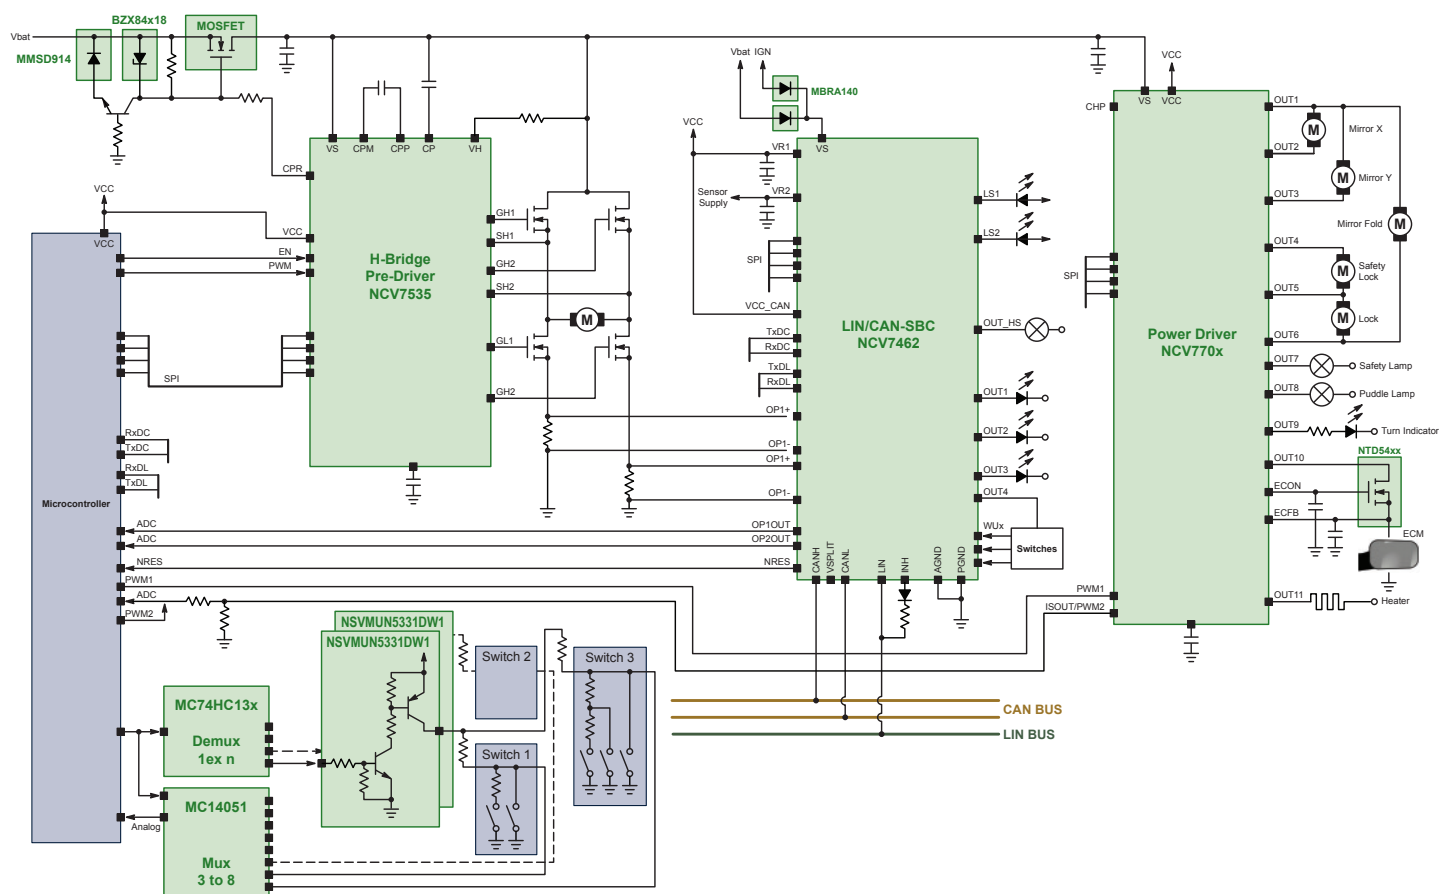 BZX84x18
MOSFET
Vbat
MMSD914
Vbat IGN
MBRA140
VCC
VS
CPM
CPP
CP
VH
CPR
VCC
VCC
VCC
EN
PWM
H-Bridge
Pre-Driver
NCV7535
GH1
SH1
GH2
SH2
GL1
GH2
M
SPI
RxDC
TxDC
RxDL
TxDL
Microcontroller
ADC
ADC
NRES
PWM1
ADC
PWM2
VR1
VS
Sensor
Supply
VR2
SPI
VCC_CAN
TxDC
RxDC
TxDL
RxDL
OP1+
OP1-
OP1+
OP1-
OP1OUT
OP2OUT
NRES
LIN/CAN-SBC
NCV7462
LS1
LS2
OUT_HS
OUT1
OUT2
OUT3
OUT4
WUx
Switches
CANH
VSPLIT
CANL
LIN
INH
AGND
PGND
CHP
VS
VCC
VCC
SPI
Power Driver
NCV770x
PWM1
ISOUT/PWM2
OUT1
M
Mirror X
OUT2
M
Mirror Y
OUT3
Mirror Fold
M
OUT4
M
Safety
Lock
OUT5
M
Lock
OUT6
OUT7
Safety Lamp
OUT8
Puddle Lamp
OUT9
Turn Indicator
OUT10
NTD54xx
ECON
ECFB
ECM
OUT11
Heater
NSVMUN5331DW1
NSVMUN5331DW1
Switch 2
Switch 3
Switch 1
MC74HC13x
Demux
1ex n
MC14051
Analog
Mux
3 to 8
CAN BUS
LIN BUS